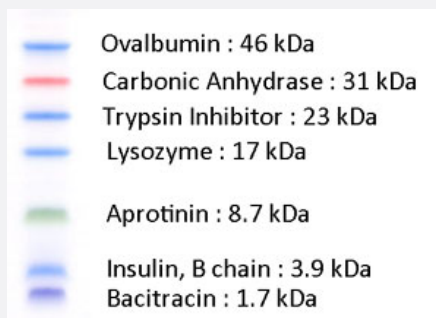 Ovalbumin : 46 kDa
Carbonic Anhydrase : 31 kDa
Trypsin Inhibitor : 23 kDa
Lysozyme : 17 kDa
Aprotinin : 8.7 kDa
Insulin, B chain : 3.9 kDa
Bacitracin : 1.7 kDa